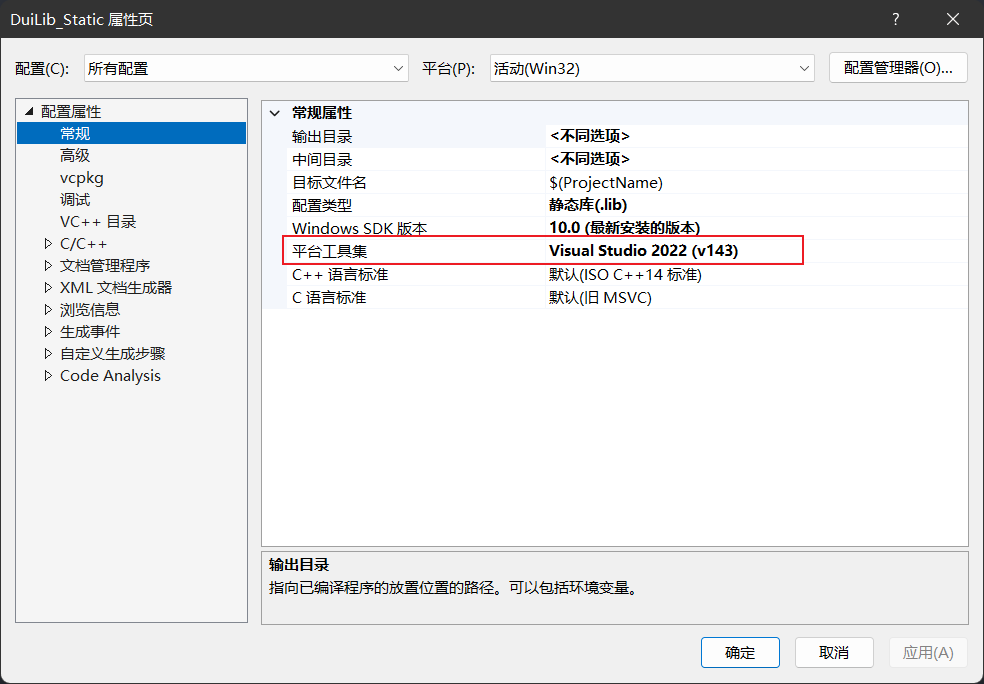 DuiLib_Static 属性页
配置(C): 所有配置 平台(P): 活动(Win32) 配置管理器(O)...
配置属性
常规
高级
vcpkg
调试
VC++ 目录
C/C++
文档管理程序
XML 文档生成器
浏览信息
生成事件
自定义生成步骤
Code Analysis
常规属性
输出目录 <不同选项>
中间目录 <不同选项>
目标文件名 $(ProjectName)
配置类型 静态库(.lib)
Windows SDK 版本 10.0 (最新安装的版本)
平台工具集 Visual Studio 2022 (v143)
C++ 语言标准 默认(ISO C++14 标准)
C 语言标准 默认(旧 MSVC)
输出目录
指向已编译程序的放置位置的路径。可以包括环境变量。
确定 取消 应用(A)